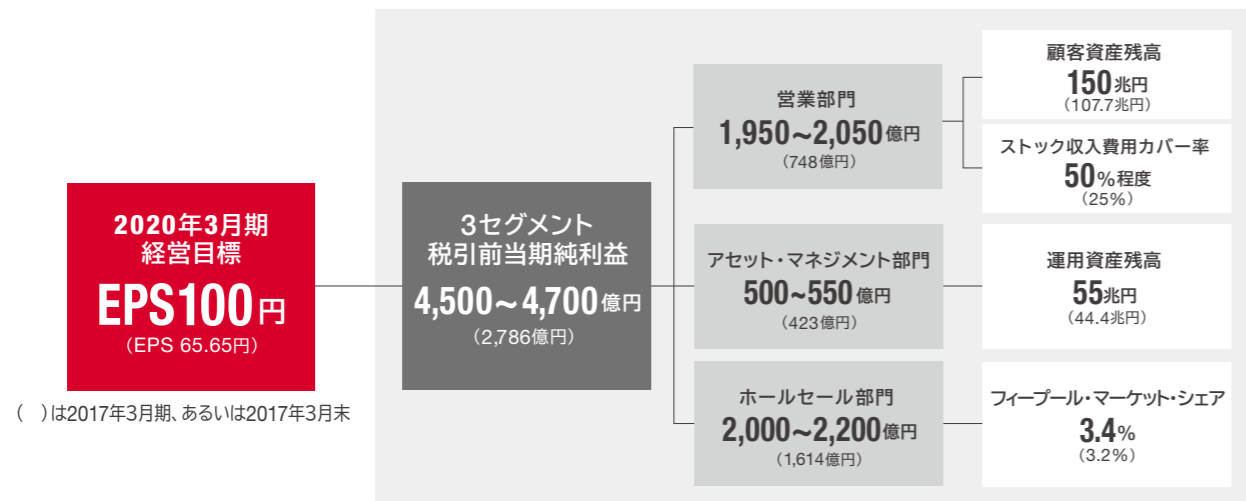 2020年3月期
経営目標
EPS100円
（EPS 65.65円）
（　）は2017年3月期、あるいは2017年3月末
3セグメント
税引前当期純利益
4,500～4,700億円
（2,786億円）
営業部門
1,950～2,050億円
（748億円）
顧客資産残高
150兆円
（107.7兆円）
ストック収入費用カバー率
50%程度
（25%）
アセット・マネジメント部門
500~550億円
（423億円）
運用資産残高
55兆円
（44.4兆円）
ホールセール部門
2,000～2,200億円
（1,614億円）
フィープール・マーケット・シェア
3.4%
（3.2%）